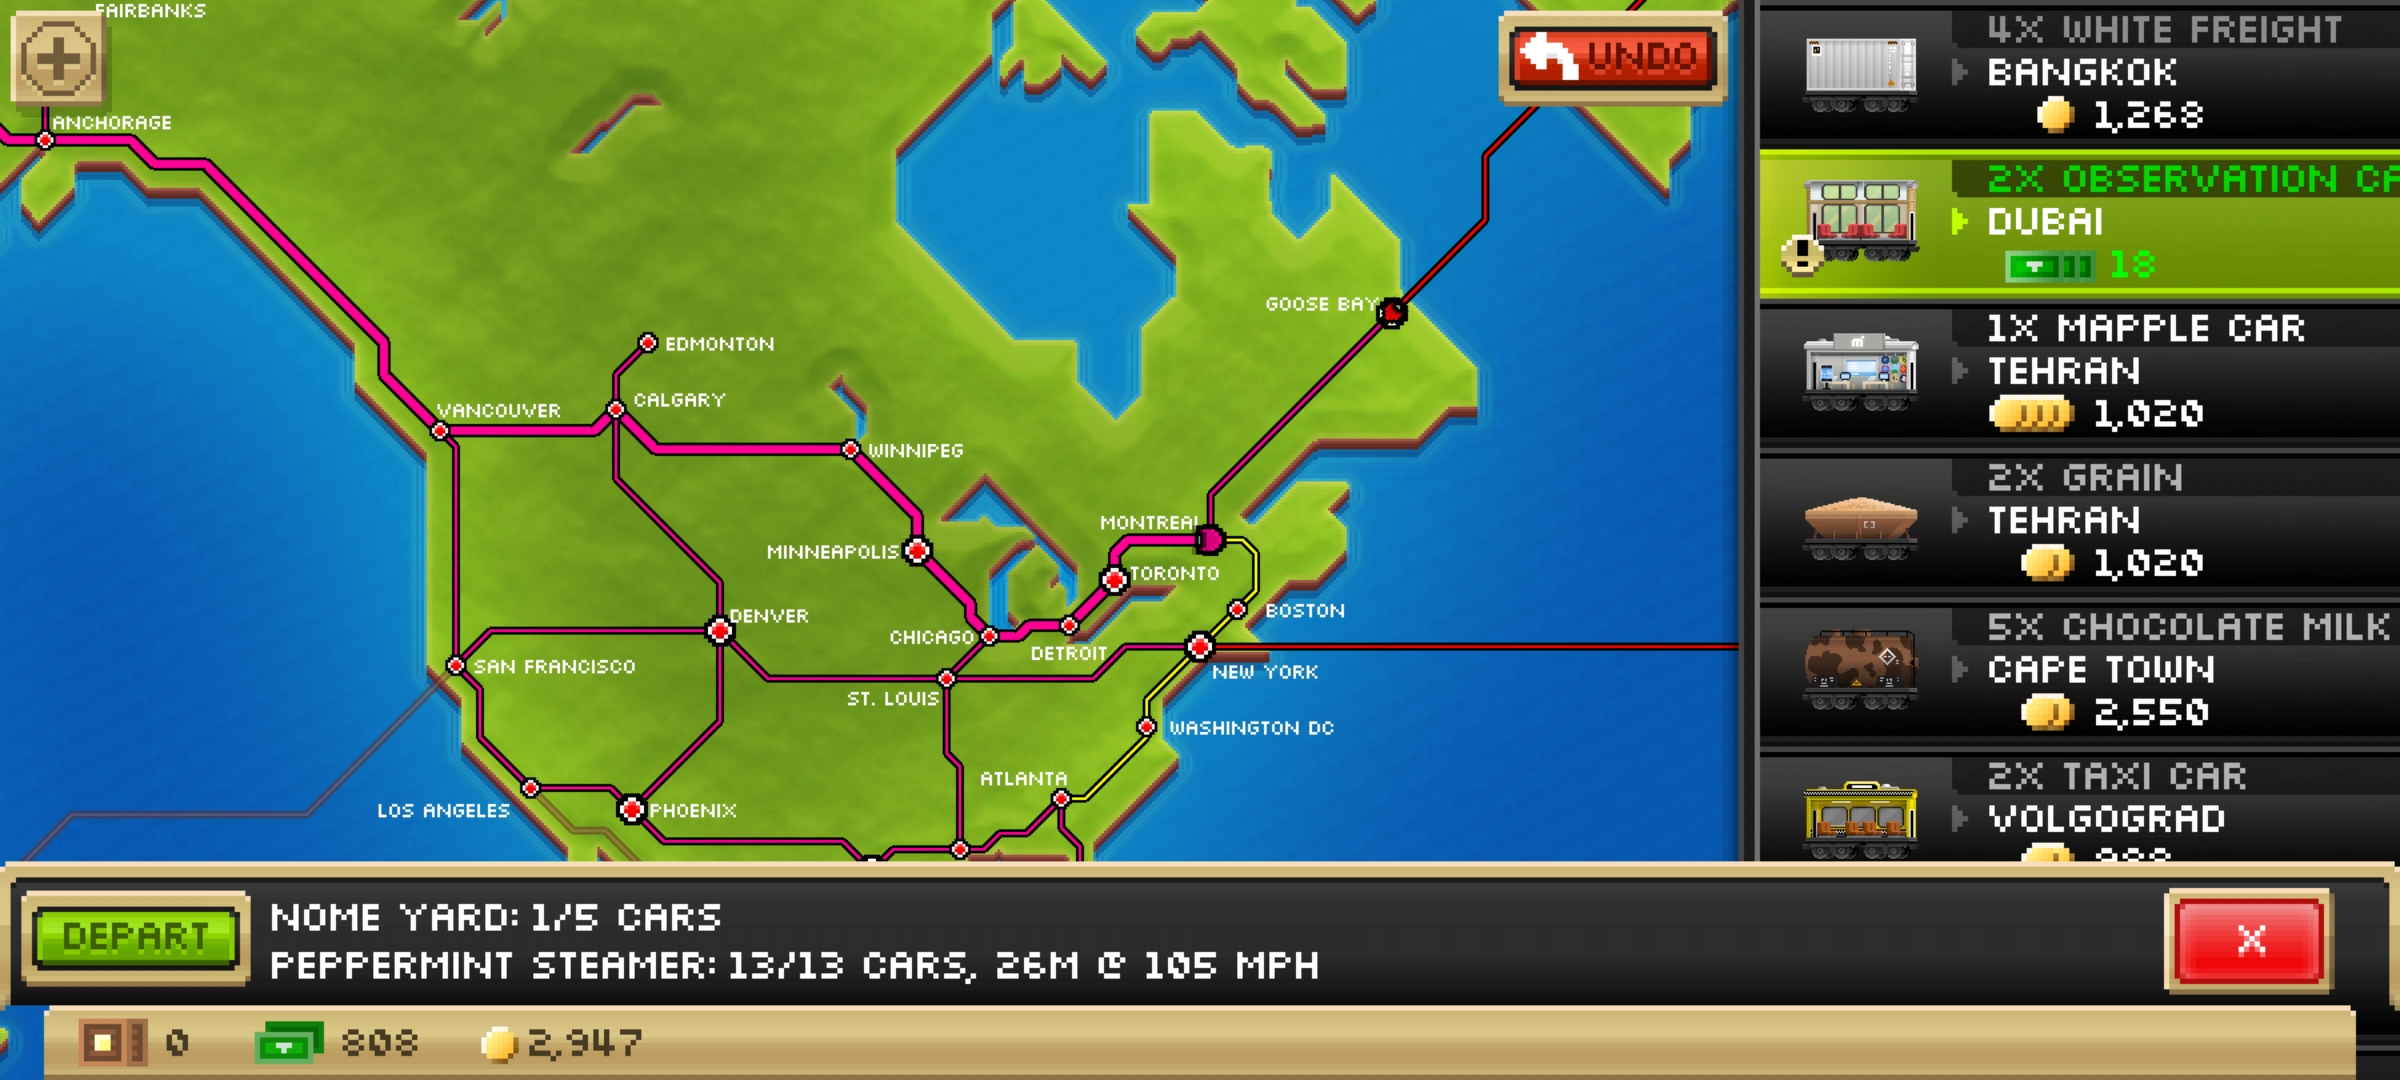 FAIRBANKS
UNDO
ANCHORAGE
GOOSE BAY
EDMONTON
CALGARY
VANCOUVER
WINNIPEG
MONTREAL
MINNEAPOLIS
TORONTO
DENVER
BOSTON
CHICAGO
DETROIT
SAN FRANCISCO
NEW YORK
ST. LOUIS
WASHINGTON DC
ATLANTA
LOS ANGELES
PHOENIX
4X WHITE FREIGHT
BANGKOK
1,268
2X OBSERVATION CA
DUBAI
18
1X MAPPLE CAR
TEHRAN
1,020
2X GRAIN
TEHRAN
1,020
5X CHOCOLATE MILK
CAPE TOWN
2,550
2X TAXI CAR
VOLGOGRAD
DEPART
NOME YARD: 1/5 CARS
PEPPERMINT STEAMER: 13/13 CARS, 26M @ 105 MPH
X
0
808
2,947